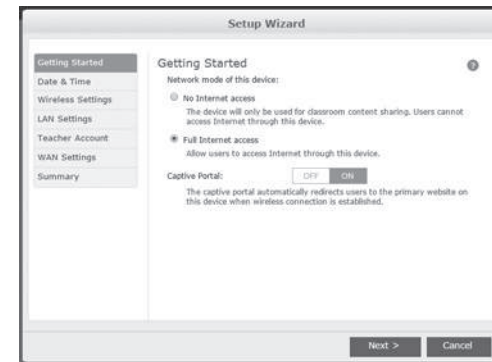 Setup Wizard
Getting Started
Date & Time
Wireless Settings
LAN Settings
Teacher Account
WAN Settings
Summary
Getting Started
Network mode of this device:
No Internet access
The device will only be used for classroom content sharing. Users cannot
access Internet through this device.
Full Internet access
Allow users to access Internet through this device.
Captive Portal:
OFF ON
The captive portal automatically redirects users to the primary website on
this device when wireless connection is established.
Next >
Cancel